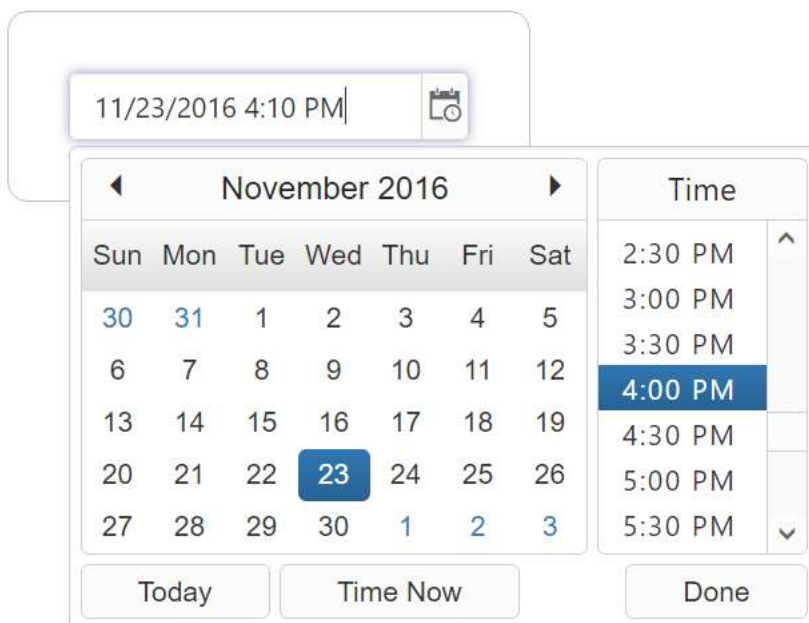 11/23/2016 4:10 PM
November 2016
Sun Mon Tue Wed Thu Fri Sat
30 31 1 2 3 4 5
6 7 8 9 10 11 12
13 14 15 16 17 18 19
20 21 22 23 24 25 26
27 28 29 30 1 2 3
Time
2:30 PM
3:00 PM
3:30 PM
4:00 PM
4:30 PM
5:00 PM
5:30 PM
Today Time Now Done